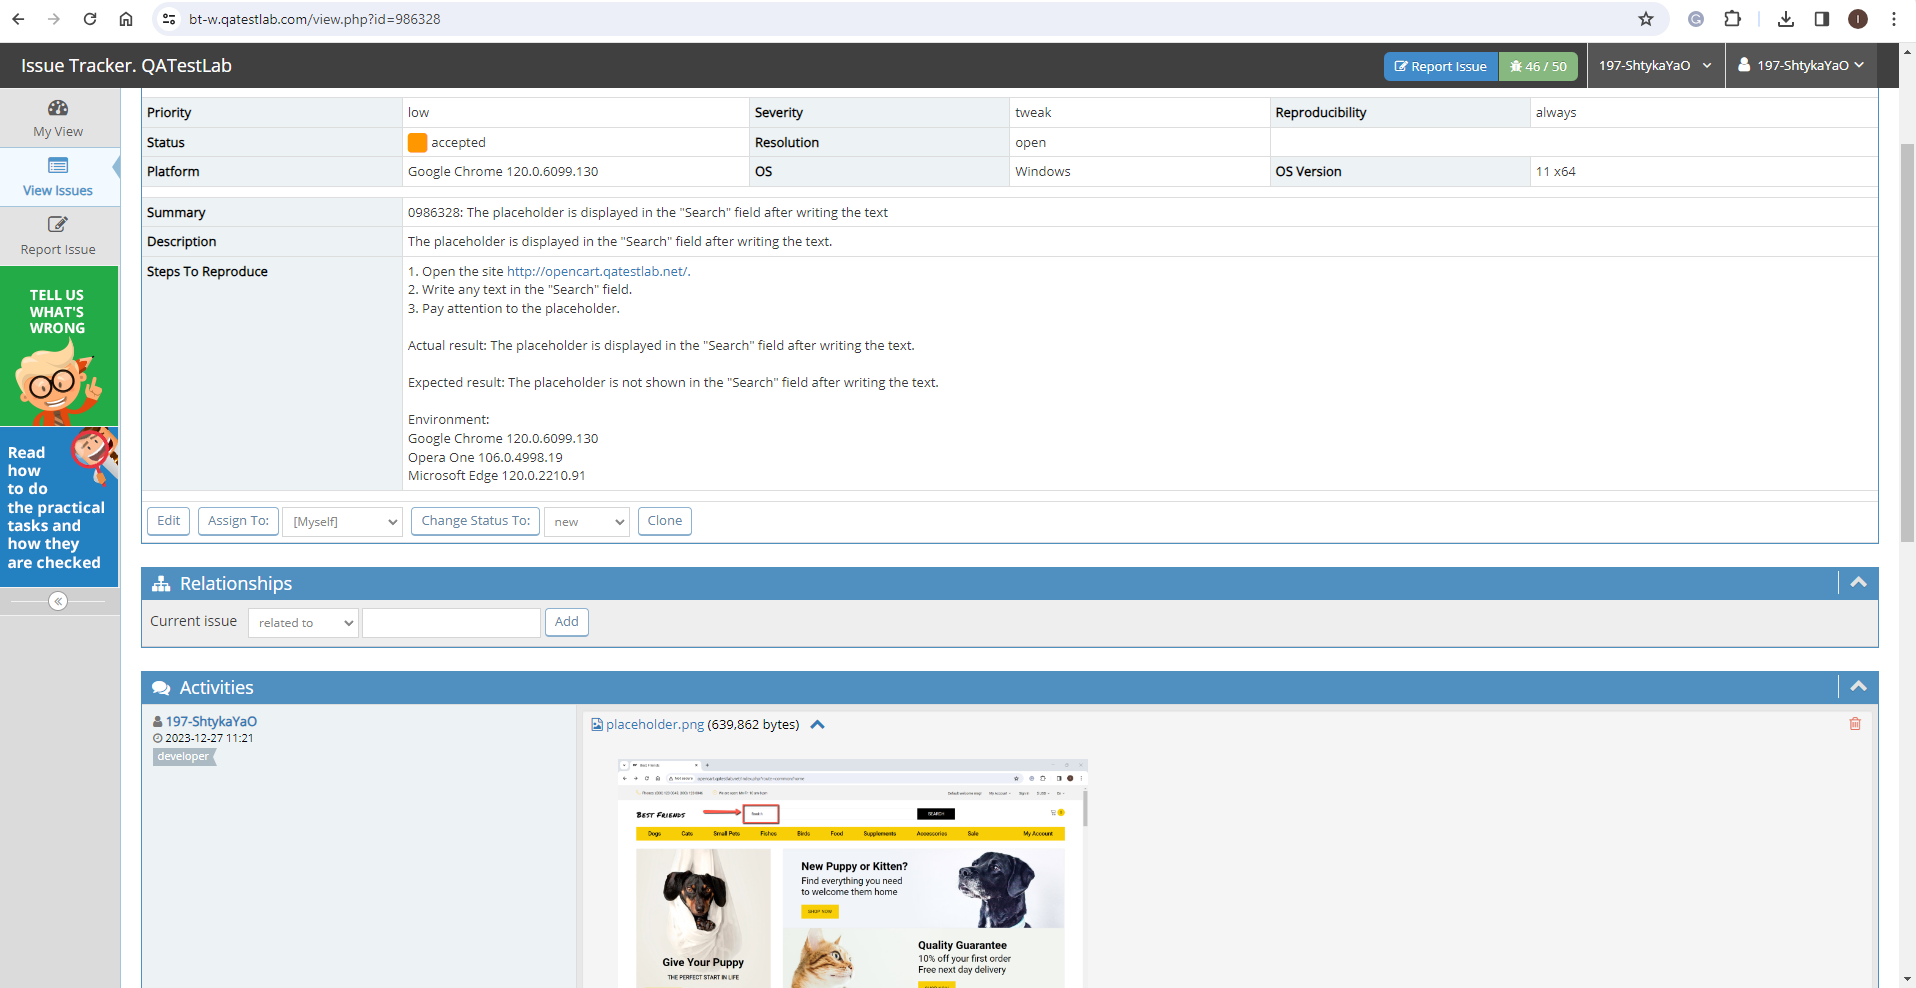 bt-w.qatestlab.com/view.php?id=986328
I
Issue Tracker. QATestLab
Report Issue
46 / 50
197-ShtykaYaO
197-ShtykaYaO
My View
View Issues
Report Issue
TELL US
WHAT'S
WRONG
Read
how
to do
the practical
tasks and
how they
are checked
Priority low Severity tweak Reproducibility always
Status accepted Resolution open
Platform Google Chrome 120.0.6099.130 OS Windows OS Version 11 x64
Summary 0986328: The placeholder is displayed in the "Search" field after writing the text
Description The placeholder is displayed in the "Search" field after writing the text.
Steps To Reproduce 1. Open the site http://opencart.qatestlab.net/.
2. Write any text in the "Search" field.
3. Pay attention to the placeholder.
Actual result: The placeholder is displayed in the "Search" field after writing the text.
Expected result: The placeholder is not shown in the "Search" field after writing the text.
Environment:
Google Chrome 120.0.6099.130
Opera One 106.0.4998.19
Microsoft Edge 120.0.2210.91
Edit Assign To: [Myself] Change Status To: new Clone
Relationships
Current issue related to Add
Activities
197-ShtykaYaO
2023-12-27 11:21
developer
placeholder.png (639,862 bytes)
Best Friends
BEST FRIENDS
SEARCH
Dogs Cats Small Pets Fishes Birds Food Supplements Accessories Sale My Account
New Puppy or Kitten?
Find everything you need
to welcome them home
SHOP NOW
Give Your Puppy
THE PERFECT START IN LIFE
Quality Guarantee
10% off your first order
Free next day delivery